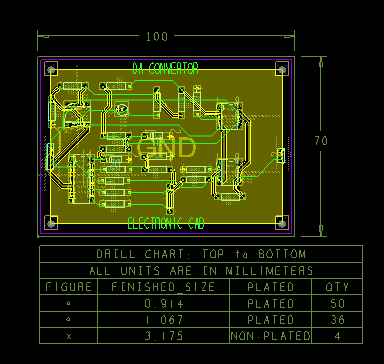 100
D/A CONVERTOR
GND
70
ELECTRONIC CAD
DRILL CHART: TOP to BOTTOM
ALL UNITS ARE IN MILLIMETERS
FIGURE FINISHED_SIZE PLATED QTY
0.914 PLATED 50
1.067 PLATED 36
x 3.175 NON-PLATED 4